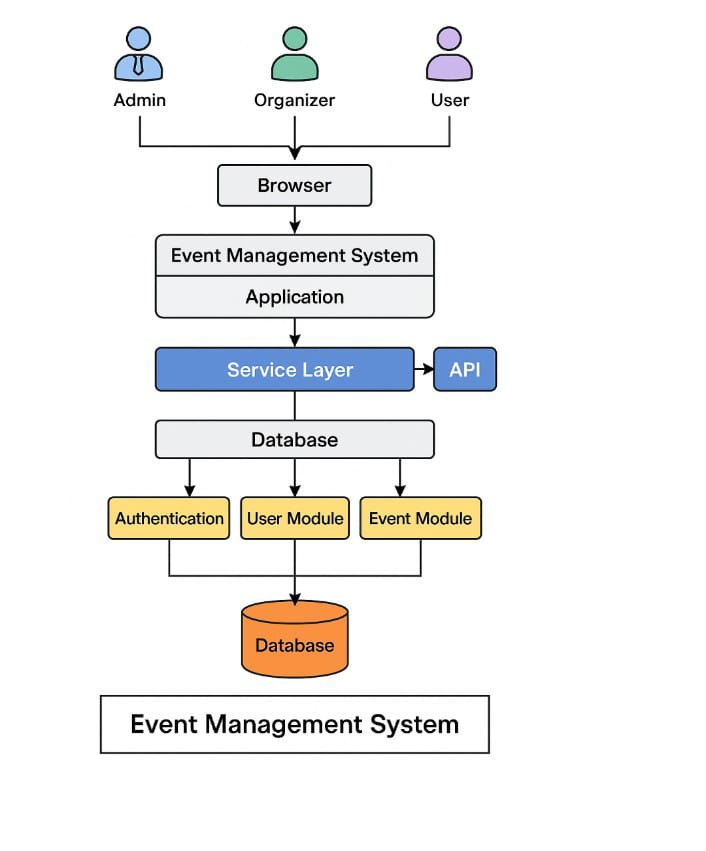 Admin
Organizer
User
Browser
Event Management System
Application
Service Layer
API
Database
Authentication
User Module
Event Module
Database
Event Management System